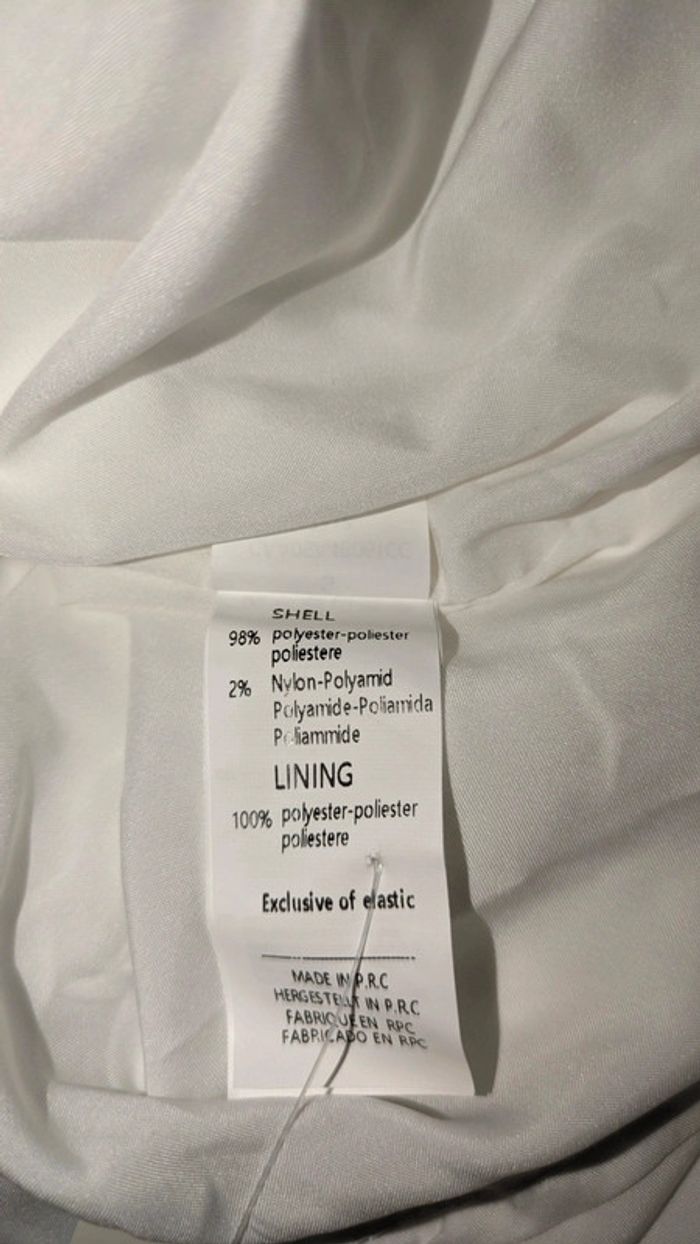 SHELL
98% polyester-poliester
poliestere
2% Nylon-Polyamid
Polyamide-Poliamida
Poliammide
LINING
100% polyester-poliester
poliestere
Exclusive of elastic
MADE IN P.R.C
HERGESTELLT IN P.R.C
FABRIQUE EN RPC
FABRICADO EN RPC